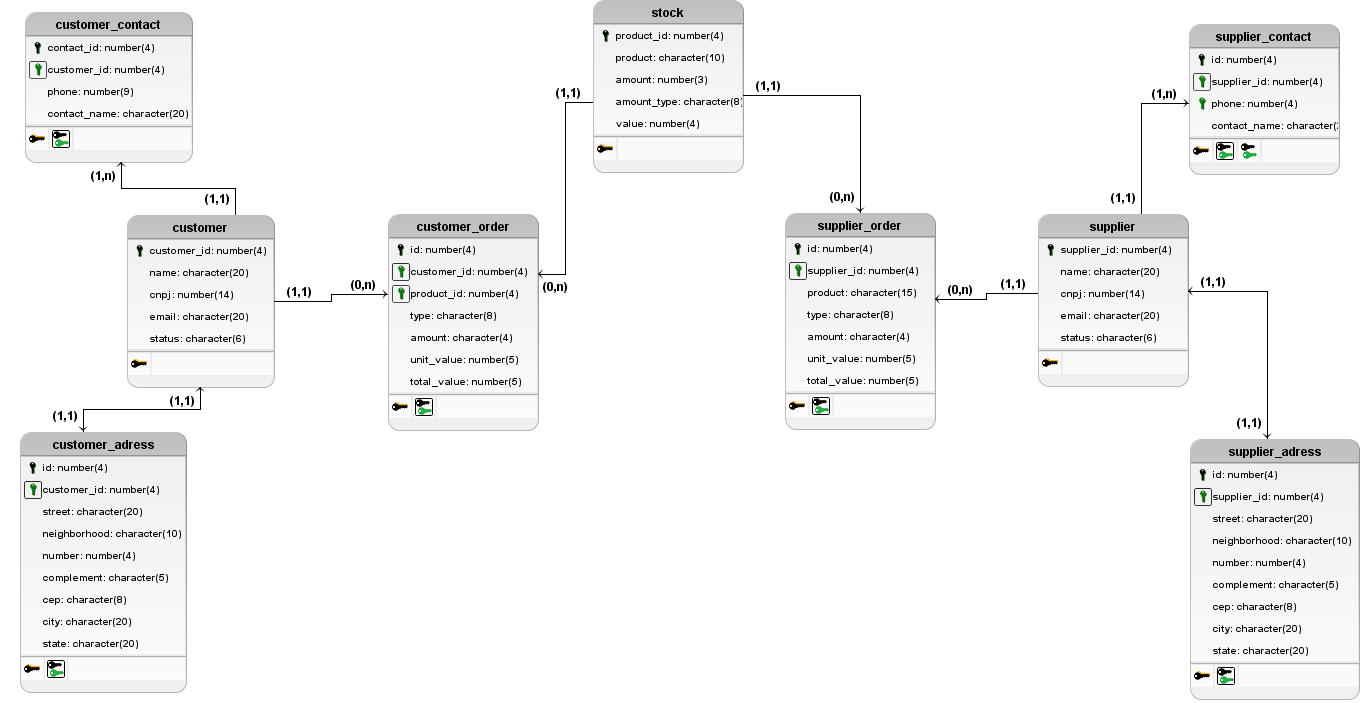 customer_contact
contact_id: number(4)
customer_id: number(4)
phone: number(9)
contact_name: character(20)
(1,n)
(1,1)
customer
customer_id: number(4)
name: character(20)
cnpj: number(14)
email: character(20)
status: character(6)
(1,1)
(0,n)
(1,1)
(1,1)
customer_adress
id: number(4)
customer_id: number(4)
street: character(20)
neighborhood: character(10)
number: number(4)
complement: character(5)
cep: character(8)
city: character(20)
state: character(20)
customer_order
id: number(4)
customer_id: number(4)
product_id: number(4)
type: character(8)
amount: character(4)
unit_value: number(5)
total_value: number(5)
(1,1)
(0,n)
stock
product_id: number(4)
product: character(10)
amount: number(3)
amount_type: character(8)
value: number(4)
(1,1)
(0,n)
supplier_order
id: number(4)
supplier_id: number(4)
product: character(15)
type: character(8)
amount: character(4)
unit_value: number(5)
total_value: number(5)
(0,n)
(1,1)
supplier
supplier_id: number(4)
name: character(20)
cnpj: number(14)
email: character(20)
status: character(6)
(1,n)
(1,1)
supplier_contact
id: number(4)
supplier_id: number(4)
phone: number(4)
contact_name: character(
(1,1)
(1,1)
supplier_adress
id: number(4)
supplier_id: number(4)
street: character(20)
neighborhood: character(10)
number: number(4)
complement: character(5)
cep: character(8)
city: character(20)
state: character(20)